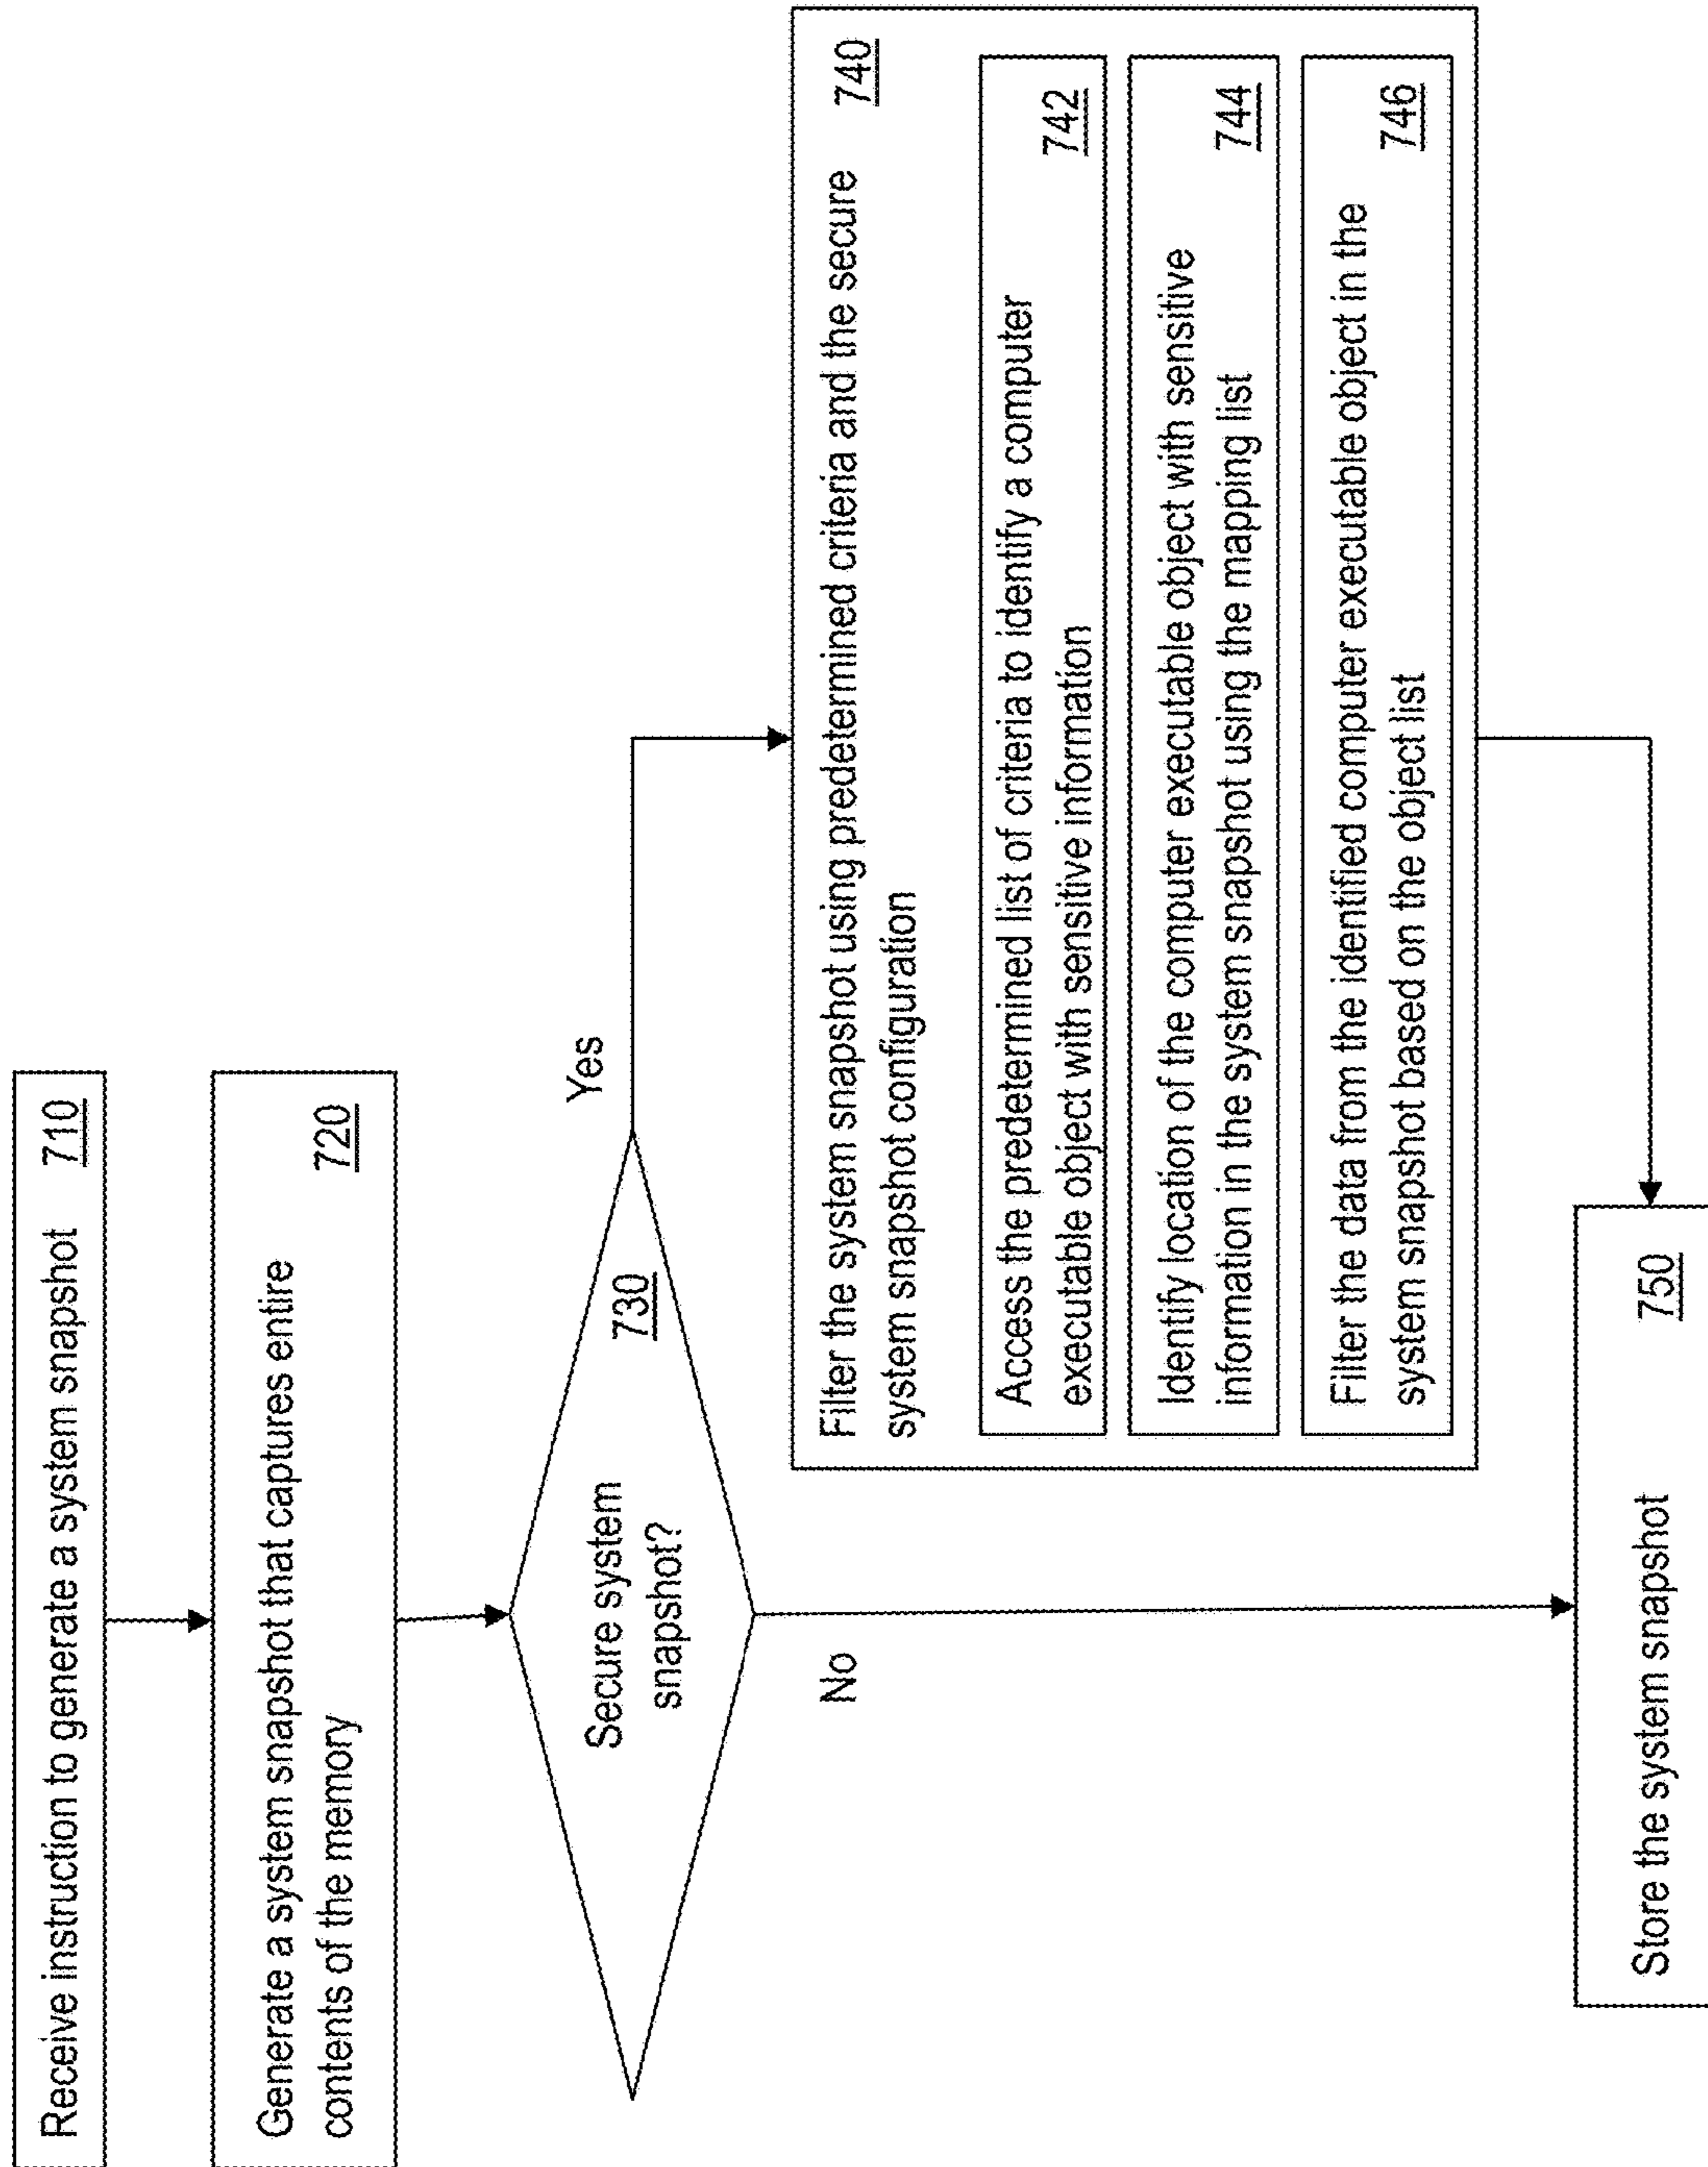 Receive instruction to generate a system snapshot 710
Generate a system snapshot that captures entire
contents of the memory
720
Secure system
snapshot?
730
Yes
No
Filter the system snapshot using predetermined criteria and the secure
system snapshot configuration
740
Access the predetermined list of criteria to identify a computer
executable object with sensitive information
742
Identify location of the computer executable object with sensitive
information in the system snapshot using the mapping list
744
Filter the data from the identified computer executable object in the
system snapshot based on the object list
746
Store the system snapshot
750